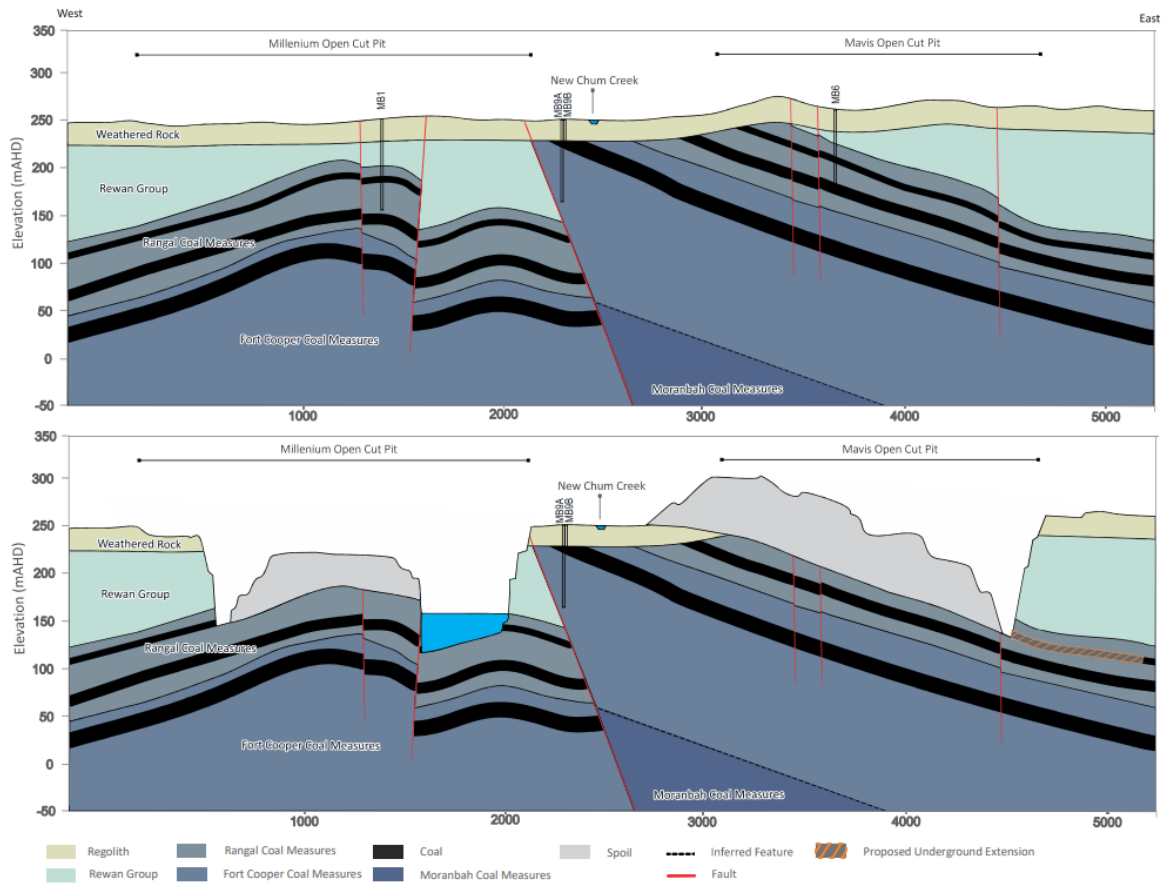 West
East
Millenium Open Cut Pit
Mavis Open Cut Pit
New Chum Creek
MB1
MB9A
MB9B
MB6
Weathered Rock
Rewan Group
Rangal Coal Measures
Fort Cooper Coal Measures
Moranbah Coal Measures
Elevation (mAHD)
350
300
250
200
150
100
50
0
-50
1000
2000
3000
4000
5000
Millenium Open Cut Pit
Mavis Open Cut Pit
New Chum Creek
MB9A
MB9B
Weathered Rock
Rewan Group
Rangal Coal Measures
Fort Cooper Coal Measures
Moranbah Coal Measures
Elevation (mAHD)
350
300
250
200
150
100
50
0
-50
1000
2000
3000
4000
5000
Regolith
Rangal Coal Measures
Coal
Spoil
Inferred Feature
Proposed Underground Extension
Rewan Group
Fort Cooper Coal Measures
Moranbah Coal Measures
Fault